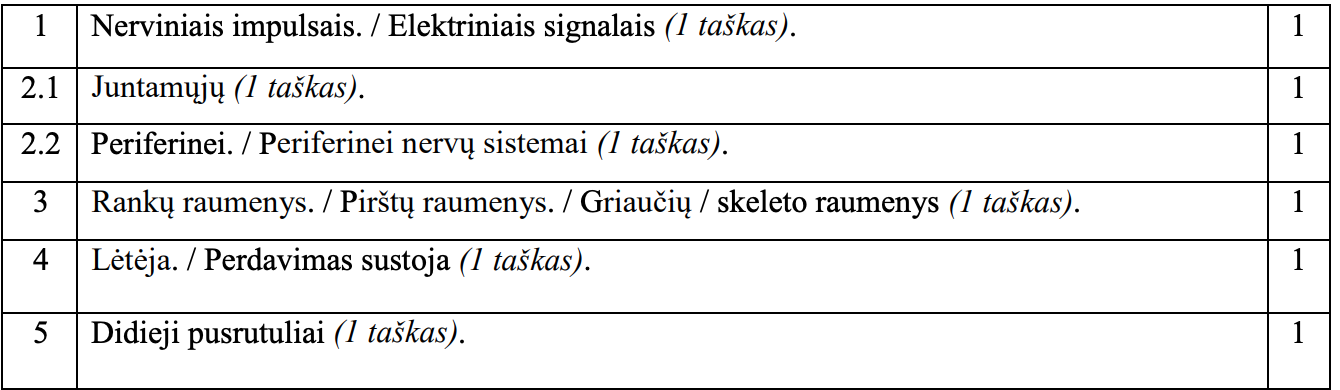 1 Nerviniais impulsais. / Elektriniais signalais (1 taškas). 1
2.1 Juntamųjų (1 taškas). 1
2.2 Periferinei. / Periferinei nervų sistemai (1 taškas). 1
3 Rankų raumenys. / Pirštų raumenys. / Griaučių / skeleto raumenys (1 taškas). 1
4 Lėtėja. / Perdavimas sustoja (1 taškas). 1
5 Didieji pusrutuliai (1 taškas). 1